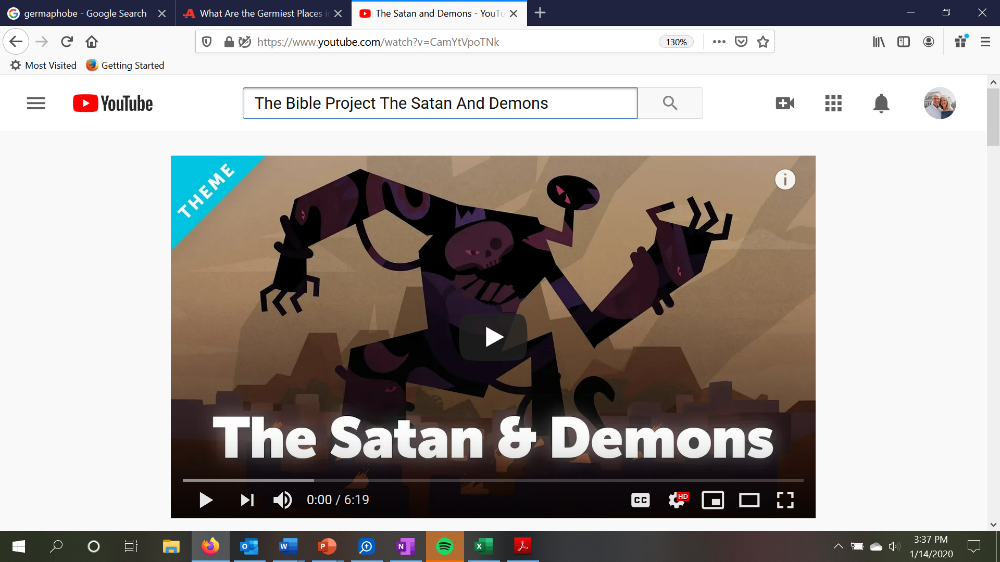 germaphobe - Google Search
What Are the Germiest Places i
The Satan and Demons - YouTu
https://www.youtube.com/watch?v=CamYtVpoTNk
130%
Most Visited
Getting Started
YouTube
The Bible Project The Satan And Demons
THEME
The Satan & Demons
0:00 / 6:19
CC
HD
3:37 PM
1/14/2020